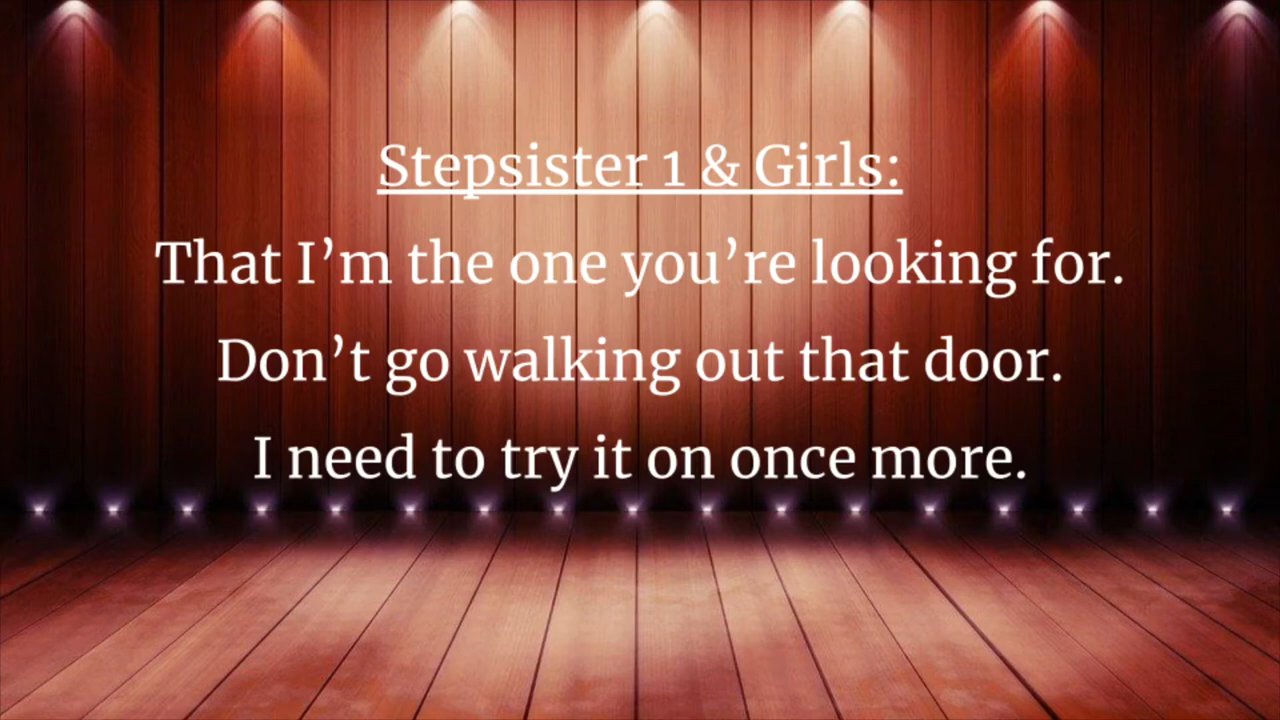 Stepsister 1 & Girls:
That I’m the one you’re looking for.
Don’t go walking out that door.
I need to try it on once more.